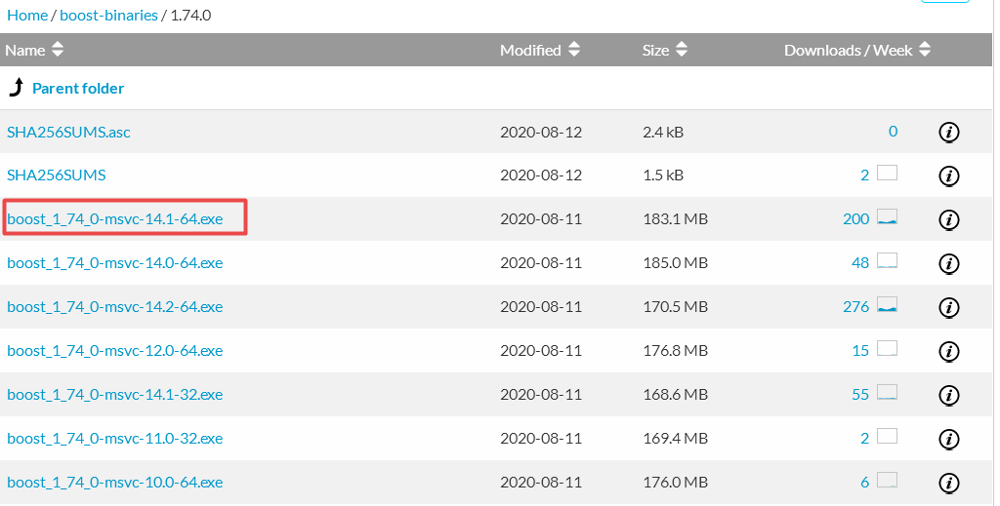 Home / boost-binaries / 1.74.0
Name Modified Size Downloads / Week
Parent folder
SHA256SUMS.asc 2020-08-12 2.4 kB 0
SHA256SUMS 2020-08-12 1.5 kB 2
boost_1_74_0-msvc-14.1-64.exe 2020-08-11 183.1 MB 200
boost_1_74_0-msvc-14.0-64.exe 2020-08-11 185.0 MB 48
boost_1_74_0-msvc-14.2-64.exe 2020-08-11 170.5 MB 276
boost_1_74_0-msvc-12.0-64.exe 2020-08-11 176.8 MB 15
boost_1_74_0-msvc-14.1-32.exe 2020-08-11 168.6 MB 55
boost_1_74_0-msvc-11.0-32.exe 2020-08-11 169.4 MB 2
boost_1_74_0-msvc-10.0-64.exe 2020-08-11 176.0 MB 6